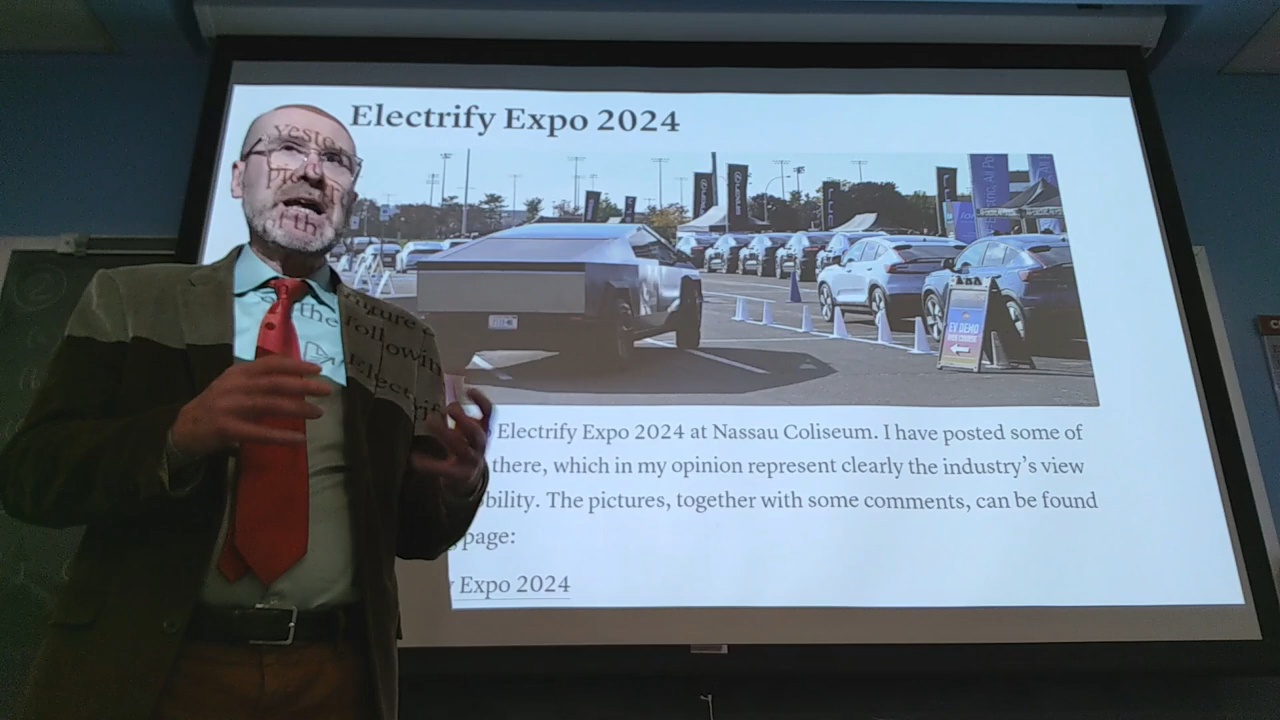 Electrify Expo 2024
EV DEMO
Electrify Expo 2024 at Nassau Coliseum. I have posted some of
there, which in my opinion represent clearly the industry's view
bility. The pictures, together with some comments, can be found
page:
Expo 2024
the followin